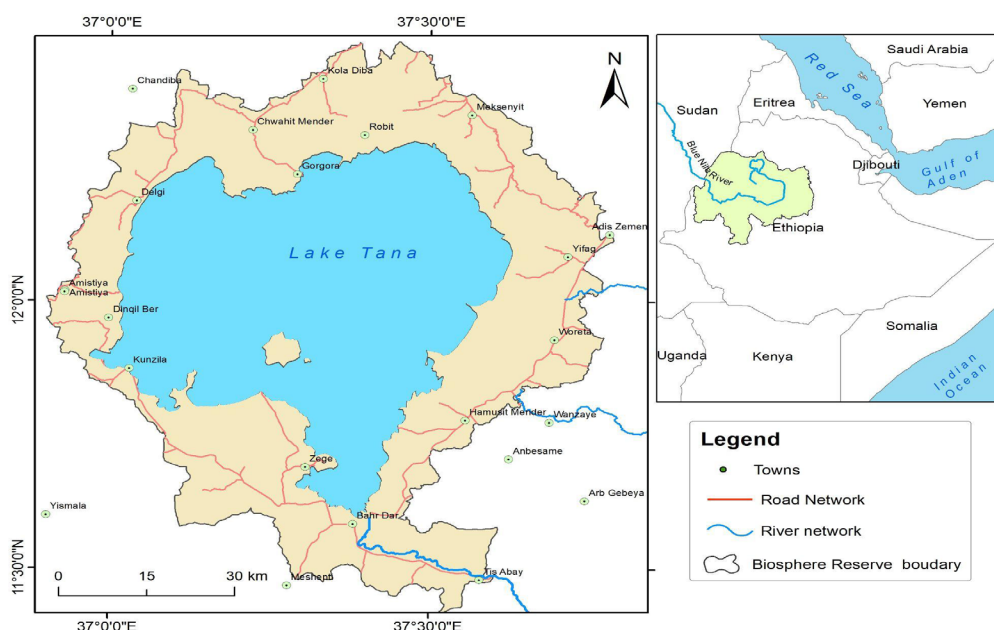 37°0'0"E
37°30'0"E
N
Chandiba
Kola Diba
Meksenyit
Chwahit Mender
Robit
Gorgora
Delgi
Adis Zemen
Lake Tana
Yifag
12°0'0"N
Amistiya
Amistiya
Dinqil Ber
Woreta
Kunzila
Hamusit Mender
Wanzaye
Zege
Anbesame
Yismala
Arb Gebeya
Bahr Dar
11°30'0"N
0 15 30 km
Meshenti
Tis Abay
37°0'0"E
37°30'0"E
Saudi Arabia
Red Sea
Sudan
Eritrea
Yemen
Blue Nile River
Djibouti
Gulf of
Aden
Ethiopia
Somalia
Uganda
Kenya
Indian
Ocean
Legend
Towns
Road Network
River network
Biosphere Reserve boudary